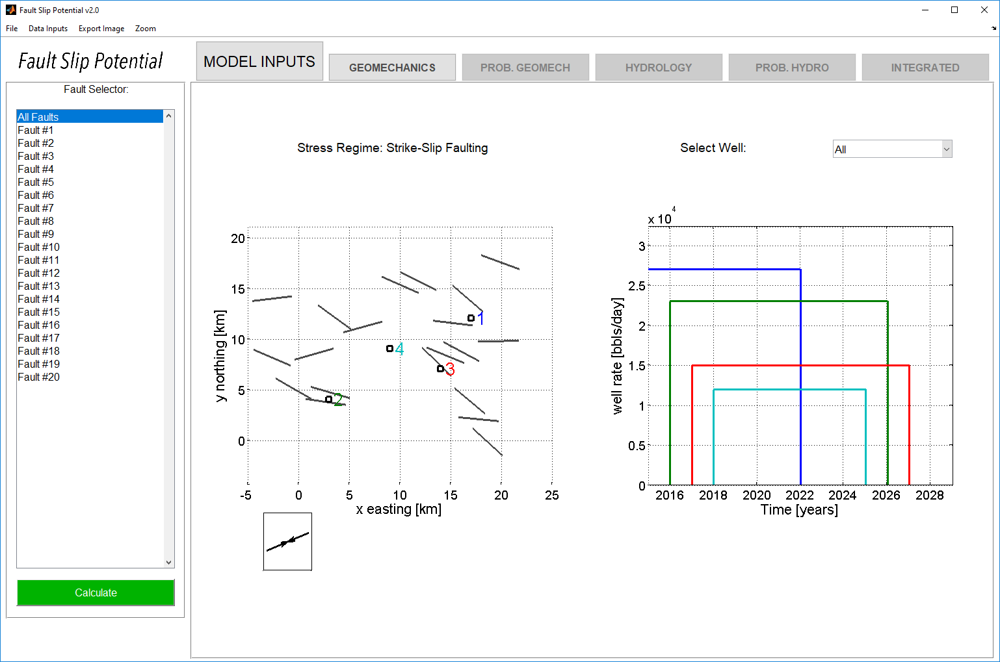 Fault Slip Potential v2.0
File Data Inputs Export Image Zoom
Fault Slip Potential
MODEL INPUTS GEOMECHANICS PROB. GEOMECH HYDROLOGY PROB. HYDRO INTEGRATED
Fault Selector:
All Faults
Fault #1
Fault #2
Fault #3
Fault #4
Fault #5
Fault #6
Fault #7
Fault #8
Fault #9
Fault #10
Fault #11
Fault #12
Fault #13
Fault #14
Fault #15
Fault #16
Fault #17
Fault #18
Fault #19
Fault #20
Calculate
Stress Regime: Strike-Slip Faulting
20
15
10
5
0
y northing [km]
1
4
3
2
-5 0 5 10 15 20 25
x easting [km]
Select Well: All
x 10 4
3
2.5
2
1.5
1
0.5
0
well rate [bbls/day]
2016 2018 2020 2022 2024 2026 2028
Time [years]